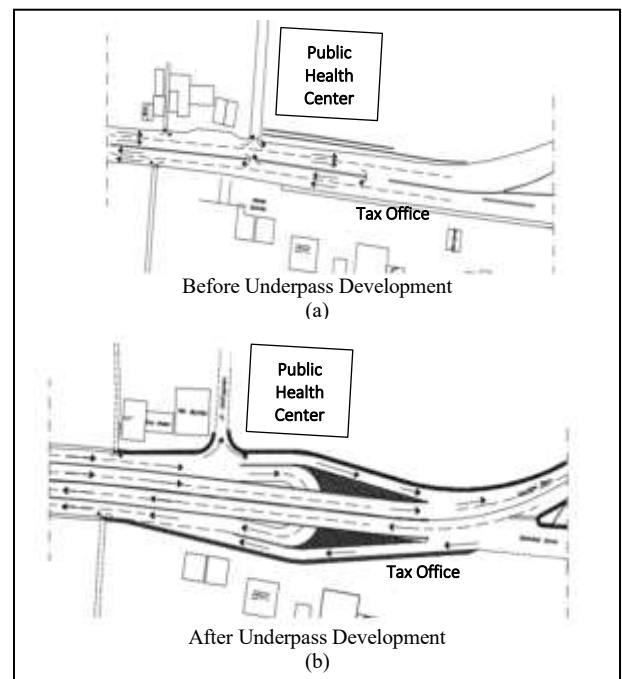 Public
Health
Center
Tax Office
Before Underpass Development
(a)
Public
Health
Center
Tax Office
After Underpass Development
(b)